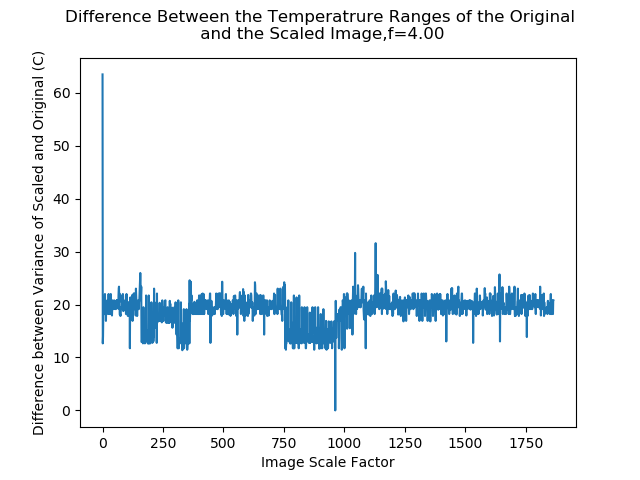 Difference Between the Temperatrure Ranges of the Original
and the Scaled Image,f=4.00
Difference between Variance of Scaled and Original (C)
60
50
40
30
20
10
0
0 250 500 750 1000 1250 1500 1750
Image Scale Factor